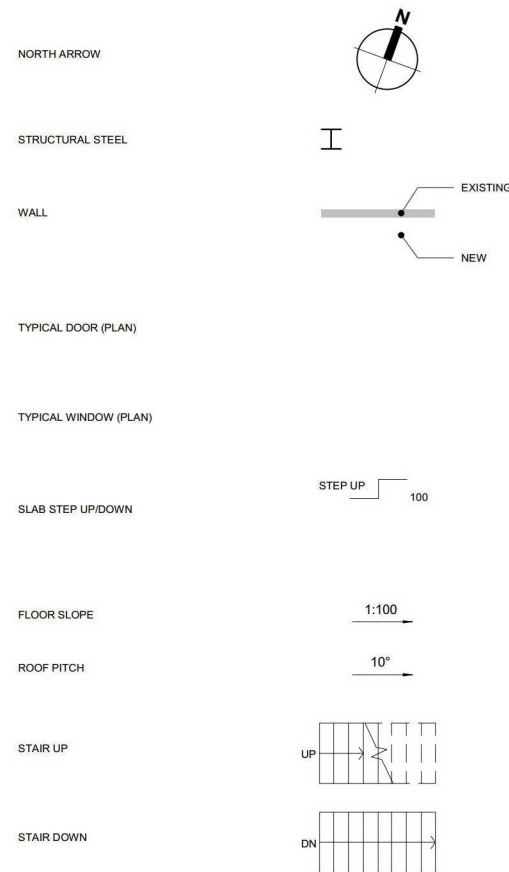 N
NORTH ARROW
STRUCTURAL STEEL
EXISTING
WALL
NEW
TYPICAL DOOR (PLAN)
TYPICAL WINDOW (PLAN)
STEP UP
100
SLAB STEP UP/DOWN
1:100
FLOOR SLOPE
10°
ROOF PITCH
STAIR UP
UP
STAIR DOWN
DN